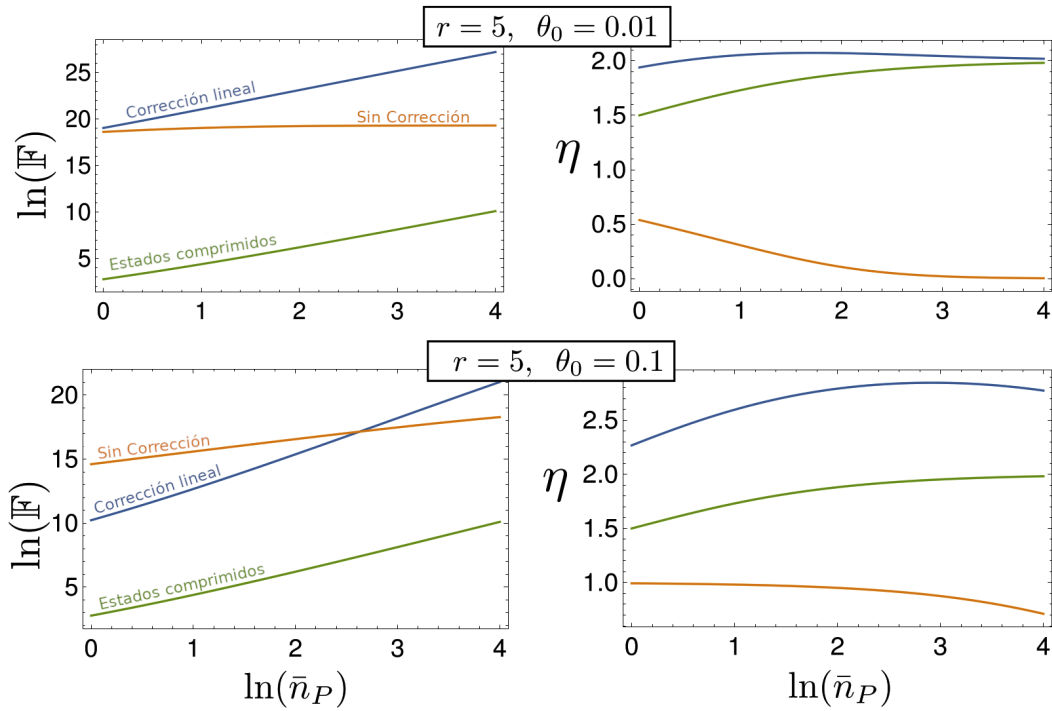 r = 5, θ₀ = 0.01
ln(𝔽)
25
20
15
10
5
Corrección lineal
Sin Corrección
Estados comprimidos
0 1 2 3 4
η
2.0
1.5
1.0
0.5
0.0
0 1 2 3 4
r = 5, θ₀ = 0.1
ln(𝔽)
20
15
10
5
Sin Corrección
Corrección lineal
Estados comprimidos
0 1 2 3 4
ln(n̄_P)
η
2.5
2.0
1.5
1.0
0 1 2 3 4
ln(n̄_P)